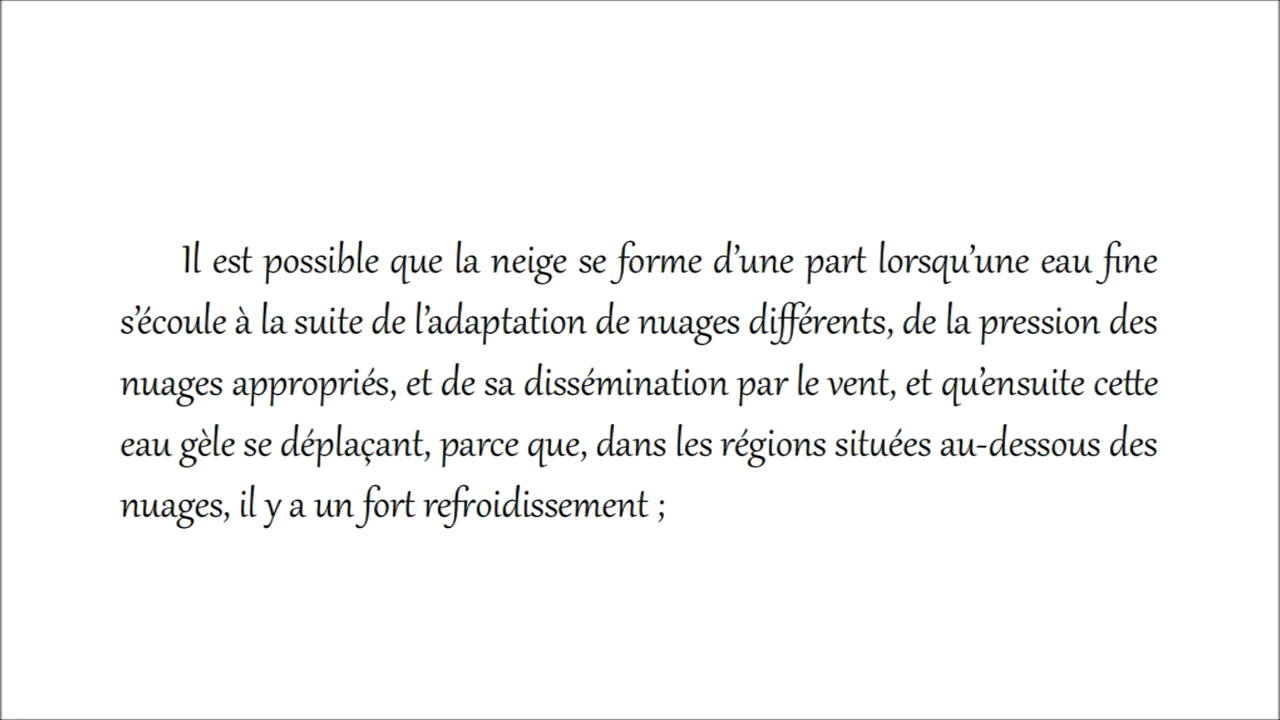 Il est possible que la neige se forme d’une part lorsqu’une eau fine
s’écoule à la suite de l’adaptation de nuages différents, de la pression des
nuages appropriés, et de sa dissémination par le vent, et qu’ensuite cette
eau gèle se déplaçant, parce que, dans les régions situées au-dessous des
nuages, il y a un fort refroidissement ;